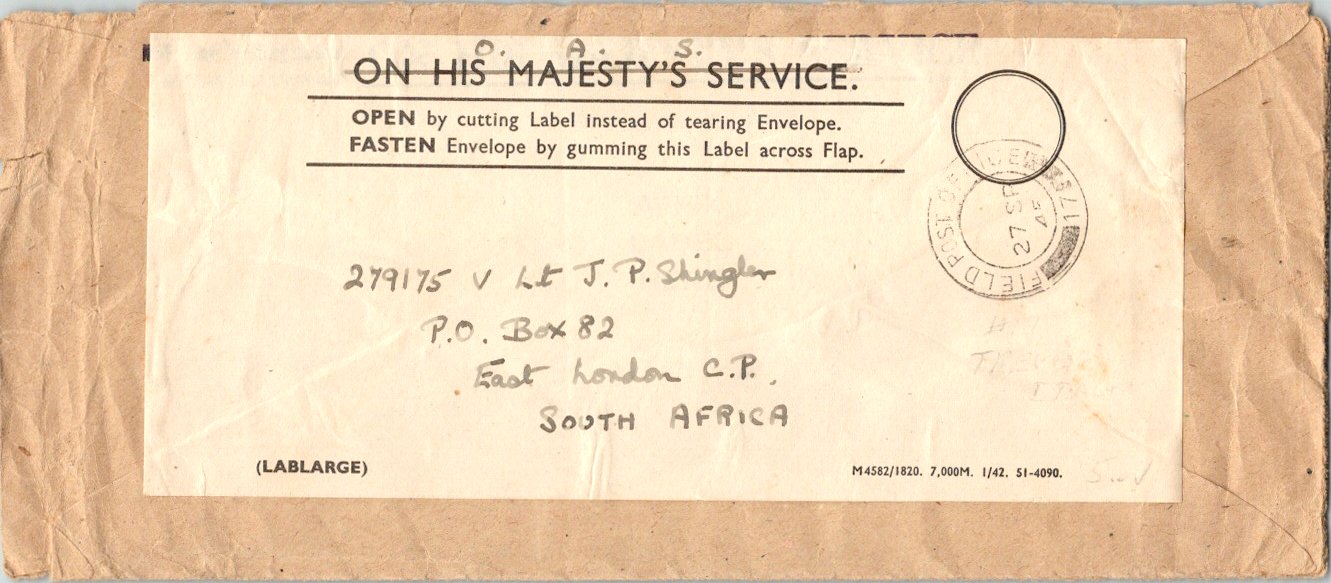 O. A. S.
ON HIS MAJESTY'S SERVICE.
OPEN by cutting Label instead of tearing Envelope.
FASTEN Envelope by gumming this Label across Flap.
FIELD POST OFFICE
27 SP
45
279175 V Lt J. P. Shingler
P.O. Box 82
East London C.P.,
SOUTH AFRICA
(LABLARGE)
M4582/1820. 7,000M. 1/42. 51-4090.